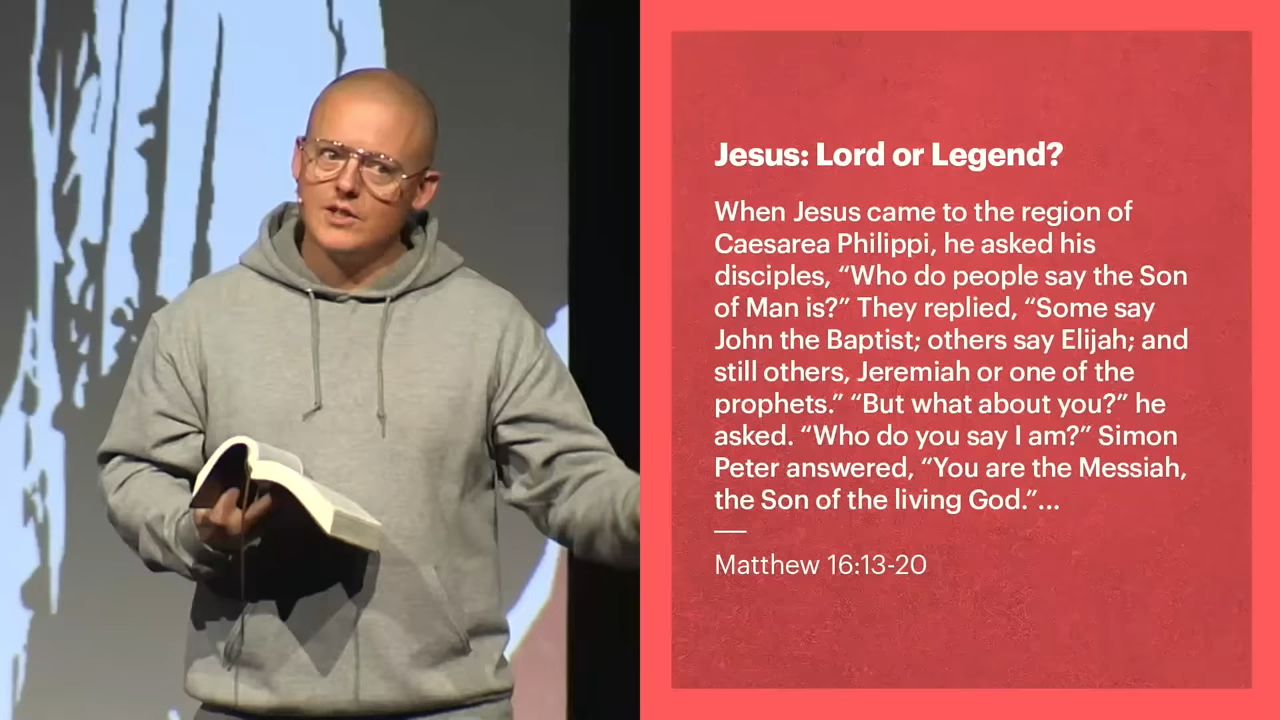 Jesus: Lord or Legend?
When Jesus came to the region of
Caesarea Philippi, he asked his
disciples, “Who do people say the Son
of Man is?” They replied, “Some say
John the Baptist; others say Elijah; and
still others, Jeremiah or one of the
prophets.” “But what about you?” he
asked. “Who do you say I am?” Simon
Peter answered, “You are the Messiah,
the Son of the living God.”...
Matthew 16:13-20